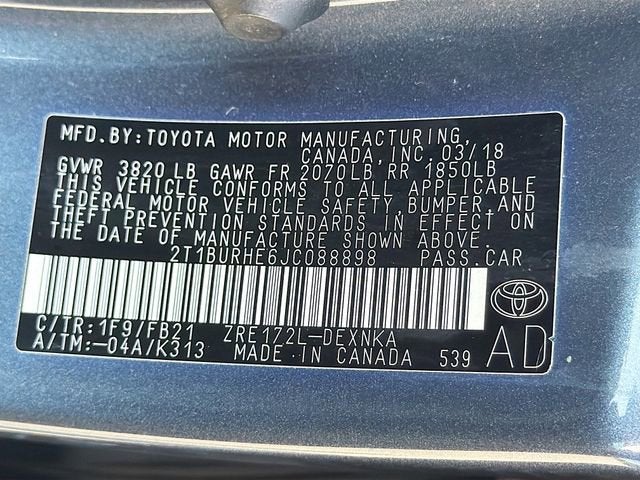 MFD.BY:TOYOTA MOTOR MANUFACTURING,
CANADA,INC.03/18
GVWR 3820 LB GAWR FR 2070LB RR 1850LB
THIS VEHICLE CONFORMS TO ALL APPLICABLE
FEDERAL MOTOR VEHICLE SAFETY,BUMPER,AND
THEFT PREVENTION STANDARDS IN EFFECT ON
THE DATE OF MANUFACTURE SHOWN ABOVE.
2T1BURHE6JC088898 PASS.CAR
C/TR:1F9/FB21 ZRE172L-DEXNKA
A/TM:-04A/K313 MADE IN CANADA 539
AD